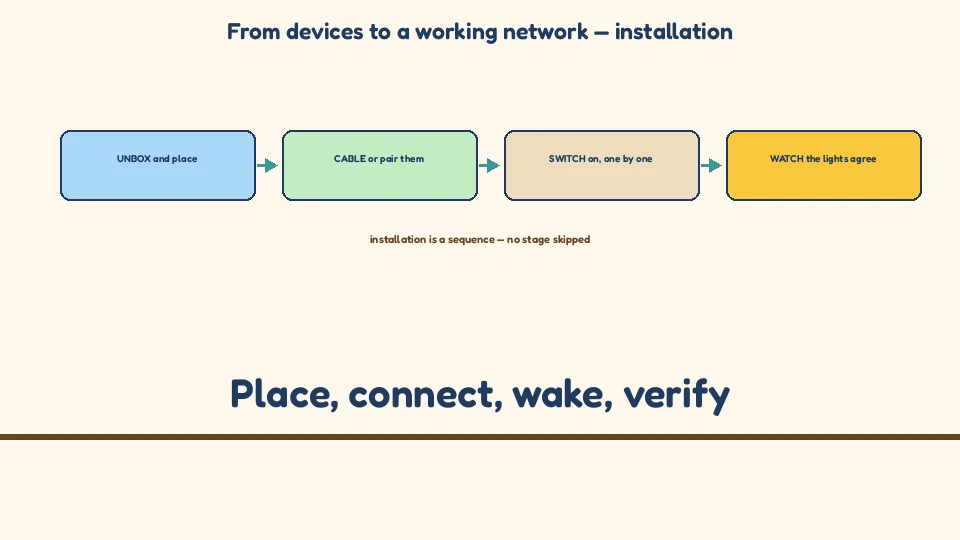 From devices to a working network — installation
UNBOX and place
CABLE or pair them
SWITCH on, one by one
WATCH the lights agree
installation is a sequence — no stage skipped
Place, connect, wake, verify